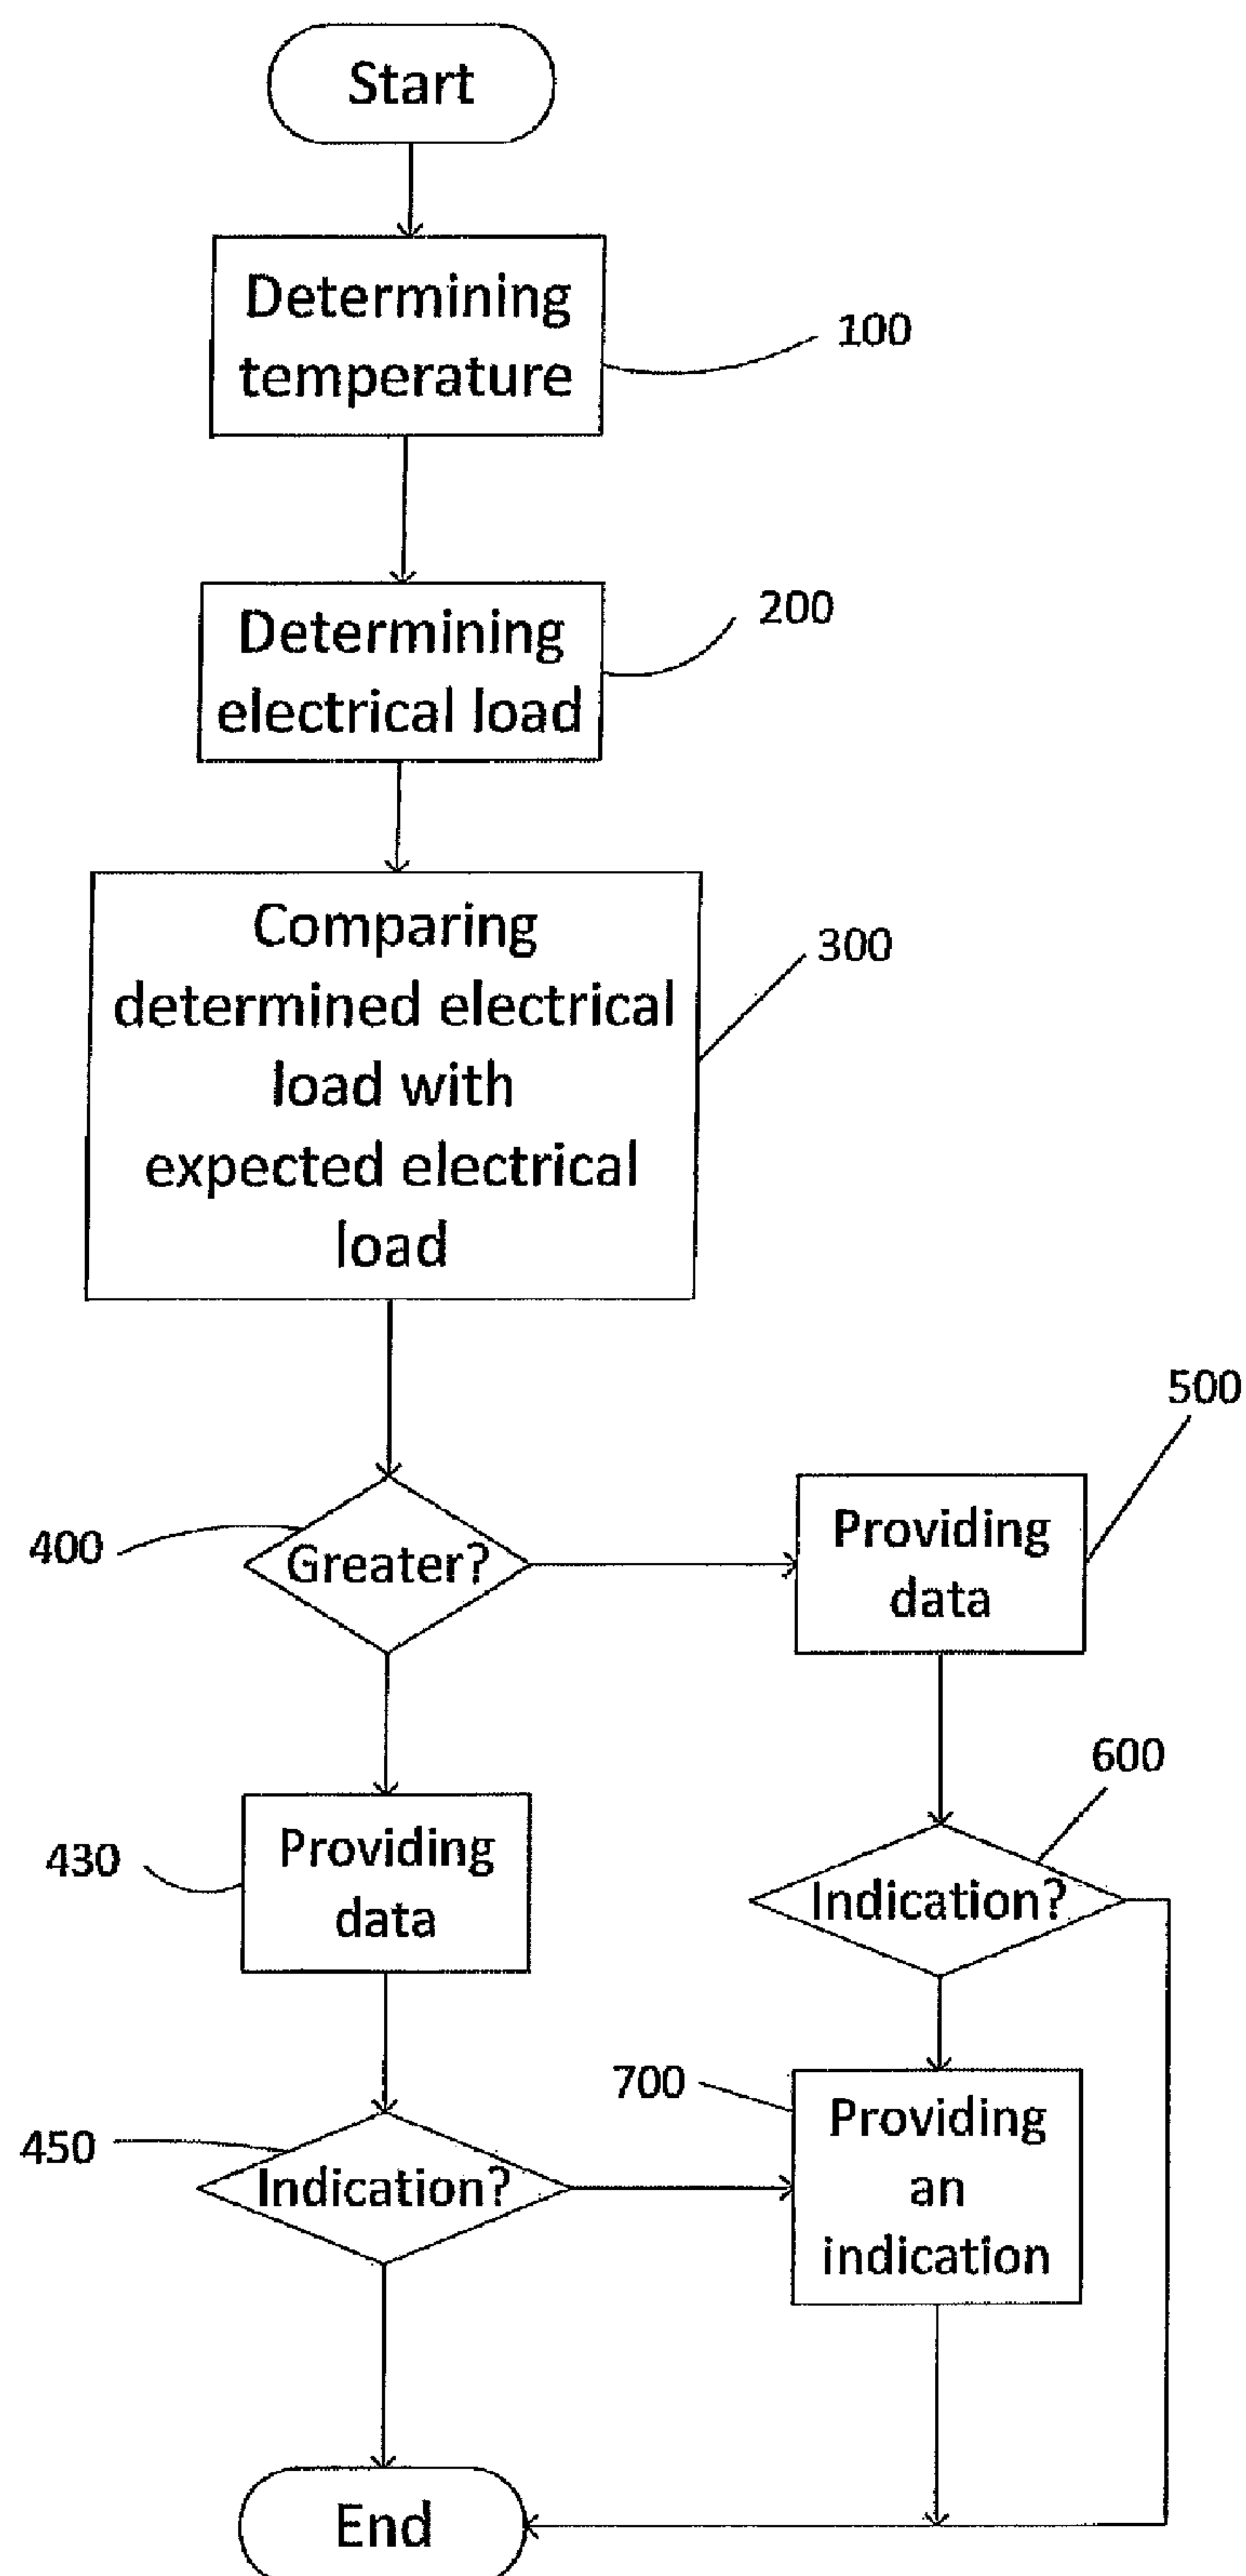 Start
Determining
temperature
100
Determining
electrical load
200
Comparing
determined electrical
load with
expected electrical
load
300
400
Greater?
Providing
data
500
430
Providing
data
600
Indication?
450
Indication?
700
Providing
an
indication
End